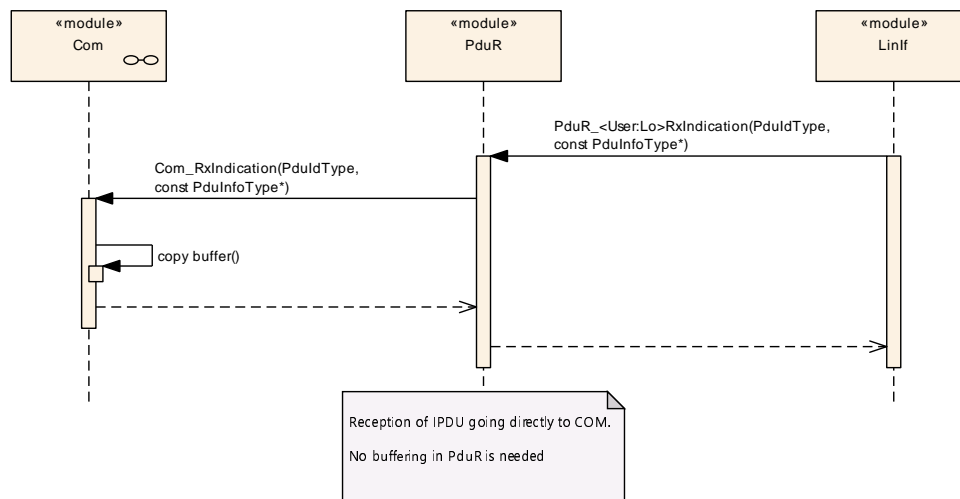 «module»
Com
«module»
PduR
«module»
LinIf
PduR_<User:Lo>RxIndication(PduIdType,
const PduInfoType*)
Com_RxIndication(PduIdType,
const PduInfoType*)
copy buffer()
Reception of IPDU going directly to COM.
No buffering in PduR is needed